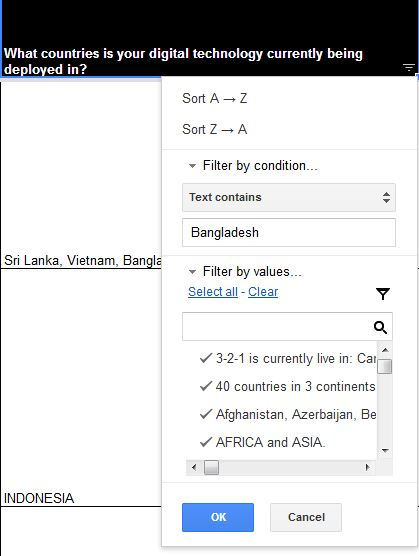 What countries is your digital technology currently being
deployed in?
Sort A → Z
Sort Z → A
Filter by condition...
Text contains
Bangladesh
Sri Lanka, Vietnam, Bangla
Filter by values...
Select all - Clear
3-2-1 is currently live in:
40 countries in 3 continents
Afghanistan, Azerbaijan, Be
AFRICA and ASIA.
INDONESIA
OK
Cancel